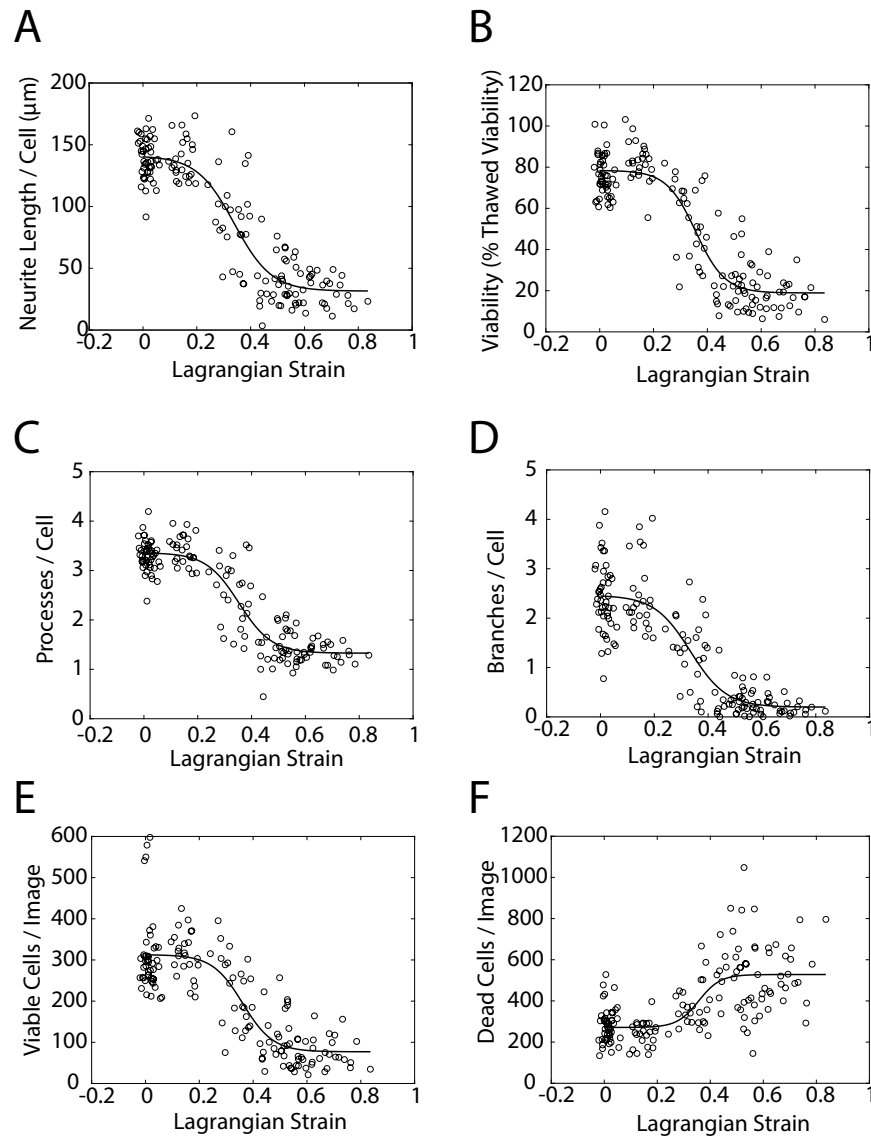 A
B
Neurite Length / Cell (µm)
200
150
100
50
0
-0.2 0 0.2 0.4 0.6 0.8 1
Lagrangian Strain
Viability (% Thawed Viability)
120
100
80
60
40
20
0
-0.2 0 0.2 0.4 0.6 0.8 1
Lagrangian Strain
C
D
Processes / Cell
5
4
3
2
1
0
-0.2 0 0.2 0.4 0.6 0.8 1
Lagrangian Strain
Branches / Cell
5
4
3
2
1
0
-0.2 0 0.2 0.4 0.6 0.8 1
Lagrangian Strain
E
F
Viable Cells / Image
600
500
400
300
200
100
0
-0.2 0 0.2 0.4 0.6 0.8 1
Lagrangian Strain
Dead Cells / Image
1200
1000
800
600
400
200
0
-0.2 0 0.2 0.4 0.6 0.8 1
Lagrangian Strain